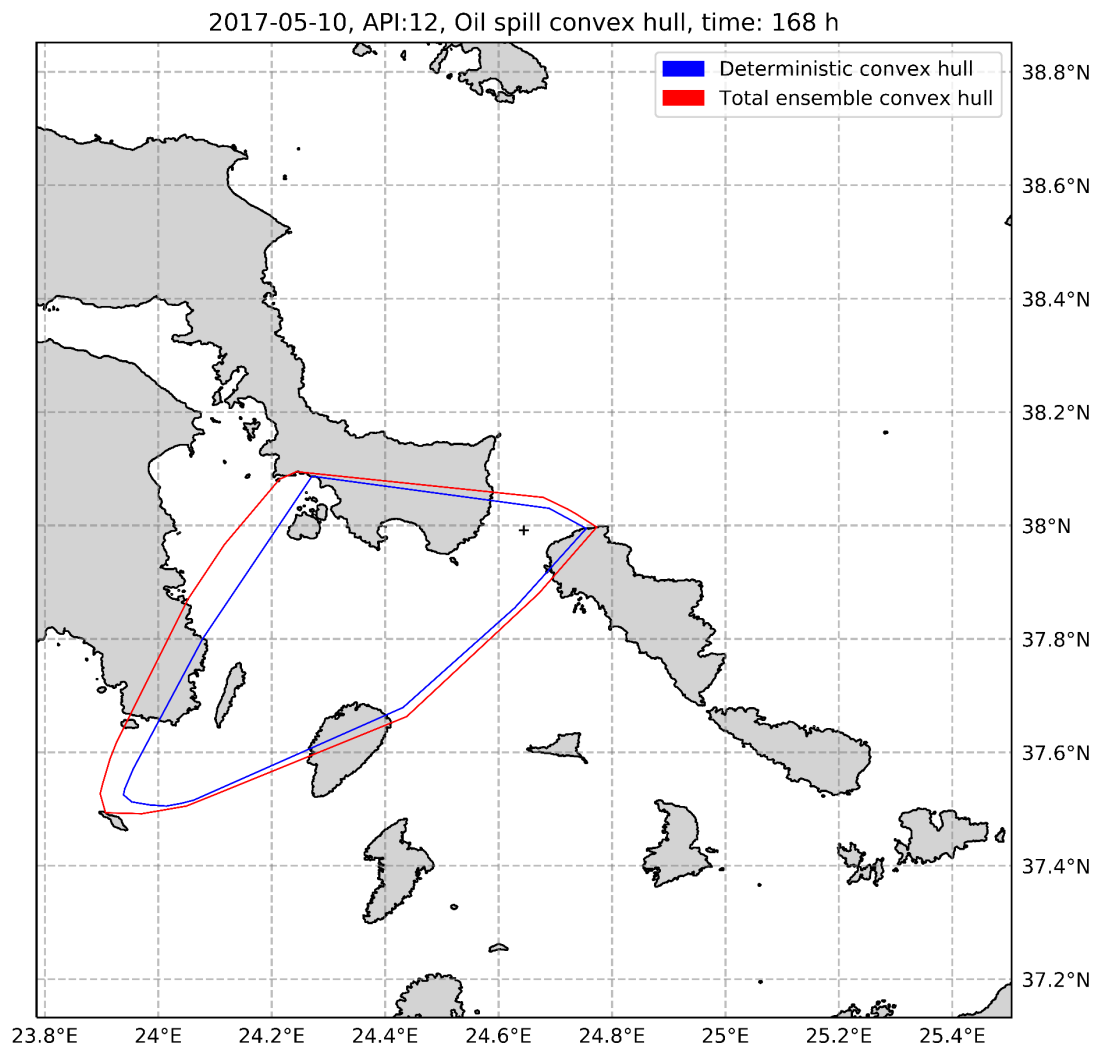 2017-05-10, API:12, Oil spill convex hull, time: 168 h
Deterministic convex hull
Total ensemble convex hull
38.8°N
38.6°N
38.4°N
38.2°N
38°N
37.8°N
37.6°N
37.4°N
37.2°N
23.8°E
24°E
24.2°E
24.4°E
24.6°E
24.8°E
25°E
25.2°E
25.4°E